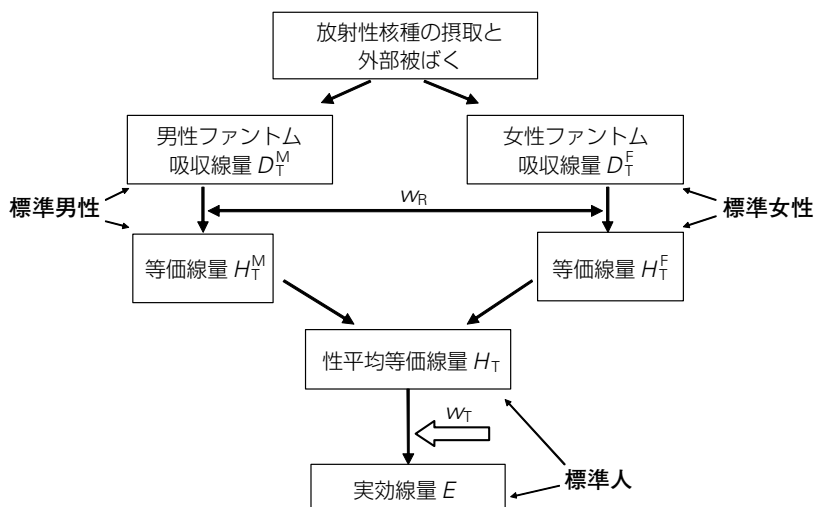 放射性核種の摂取と
外部被ばく
男性ファントム
吸収線量 D_T^M
女性ファントム
吸収線量 D_T^F
標準男性
w_R
標準女性
等価線量 H_T^M
等価線量 H_T^F
性平均等価線量 H_T
w_T
実効線量 E
標準人